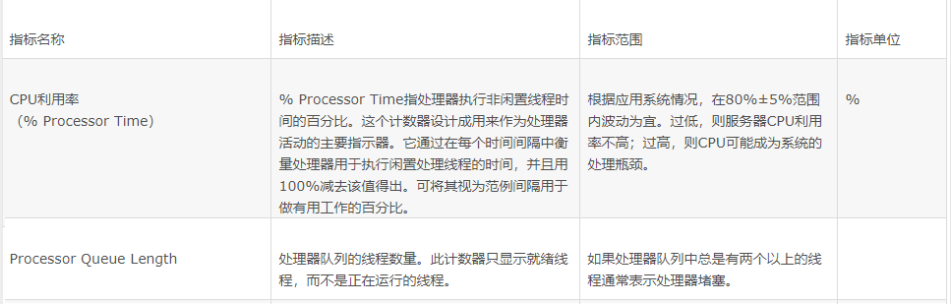 指标名称
指标描述
指标范围
指标单位
CPU利用率
（% Processor Time）
% Processor Time指处理器执行非闲置线程时
间的百分比。这个计数器设计成用来作为处理器
活动的主要指示器。它通过在每个时间间隔中衡
量处理器用于执行闲置处理线程的时间，并且用
100%减去该值得出。可将其视为范例间隔用于
做有用工作的百分比。
根据应用系统情况，在80%±5%范围
内波动为宜。过低，则服务器CPU利用
率不高；过高，则CPU可能成为系统的
处理瓶颈。
%
Processor Queue Length
处理器队列的线程数量。此计数器只显示就绪线
程，而不是正在运行的线程。
如果处理器队列中总是有两个以上的线
程通常表示处理器堵塞。